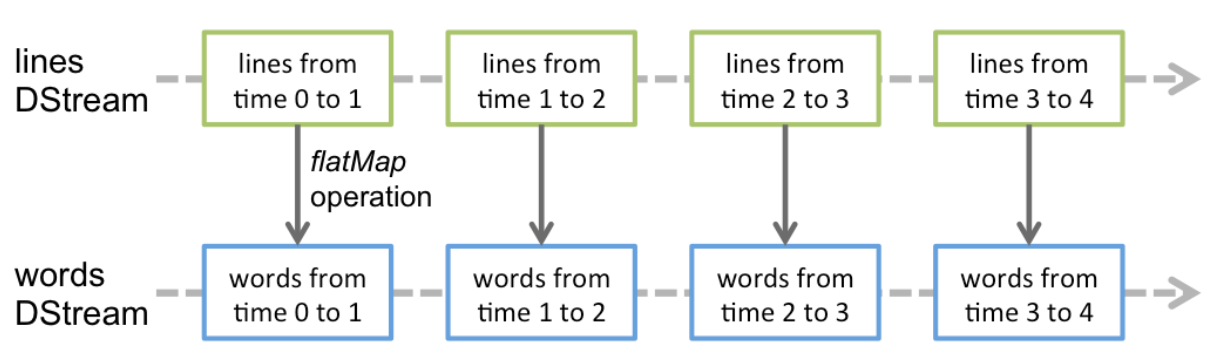 lines
DStream
lines from
time 0 to 1
lines from
time 1 to 2
lines from
time 2 to 3
lines from
time 3 to 4
flatMap
operation
words
DStream
words from
time 0 to 1
words from
time 1 to 2
words from
time 2 to 3
words from
time 3 to 4